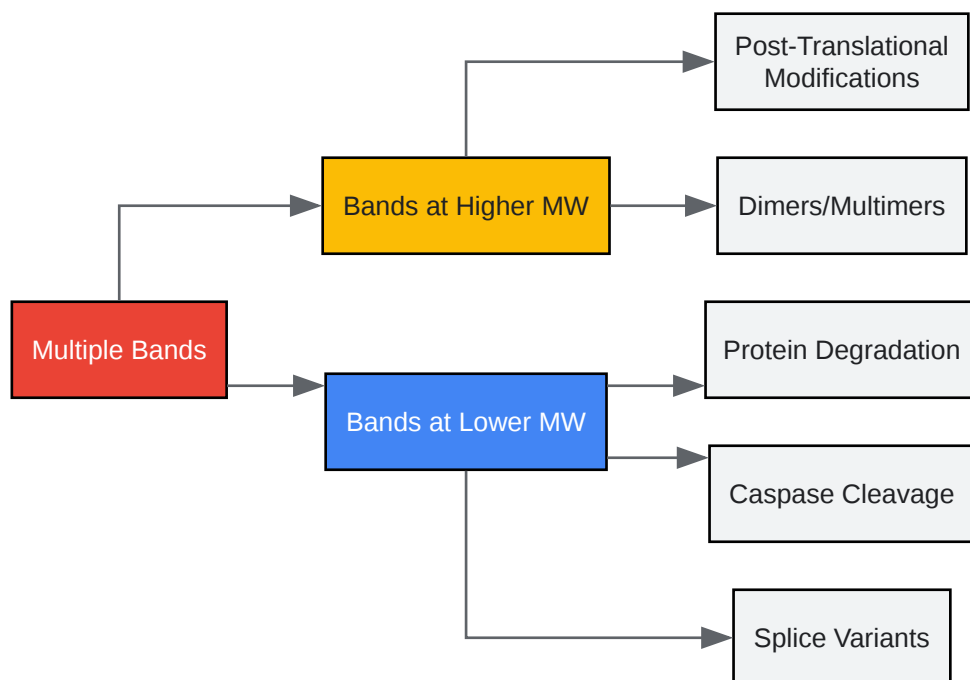 Post-Translational
Modifications
Bands at Higher MW
Dimers/Multimers
Multiple Bands
Protein Degradation
Bands at Lower MW
Caspase Cleavage
Splice Variants